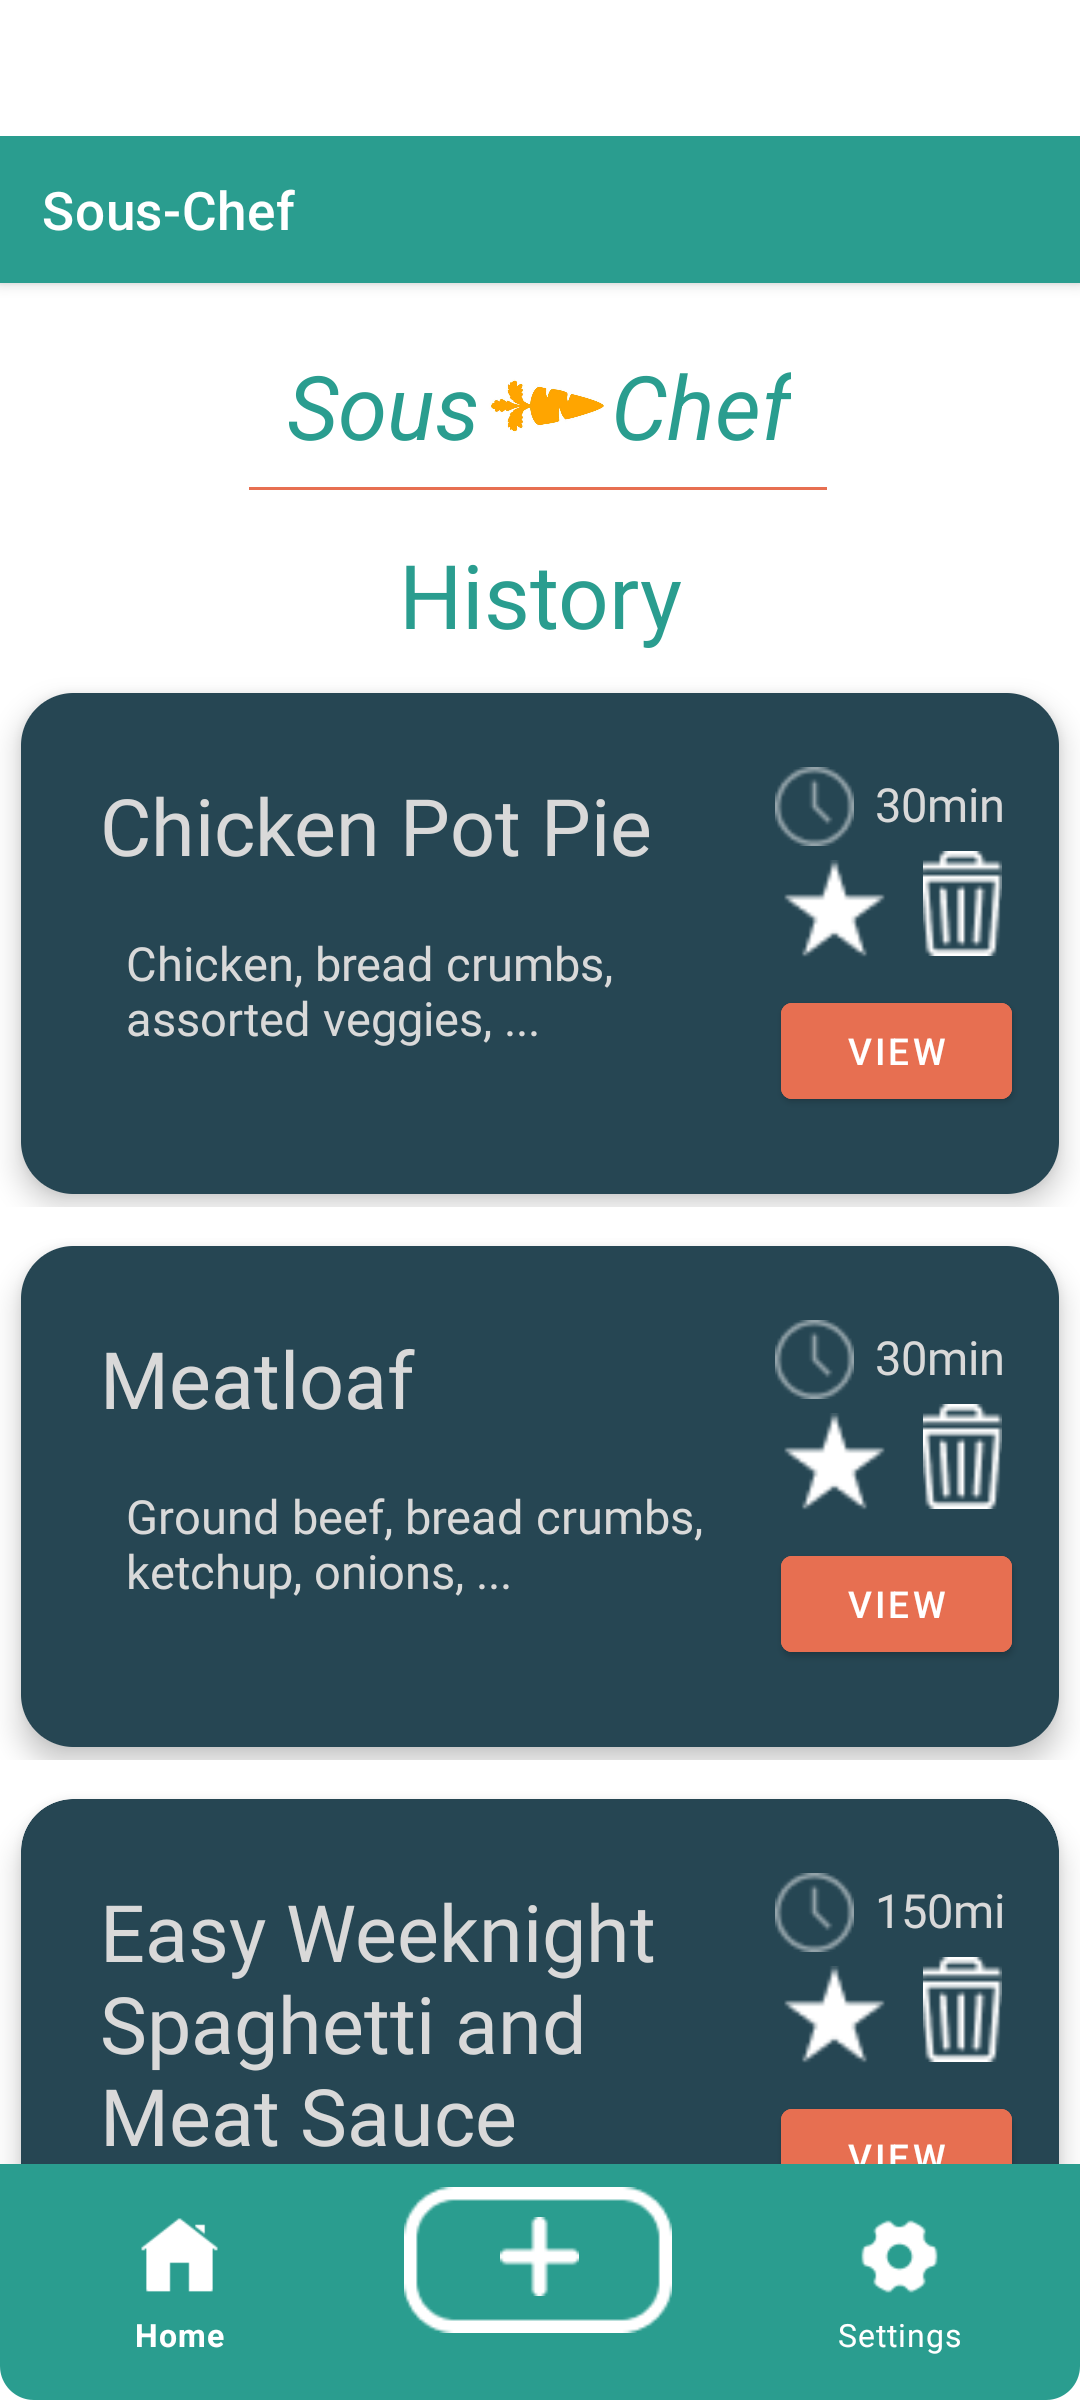 Sous-Chef
Sous Chef
History
Chicken Pot Pie
30min
Chicken, bread crumbs,
assorted veggies, ...
VIEW
Meatloaf
30min
Ground beef, bread crumbs,
ketchup, onions, ...
VIEW
Easy Weeknight
Spaghetti and
Meat Sauce
150mi
VIEW
Home
Settings